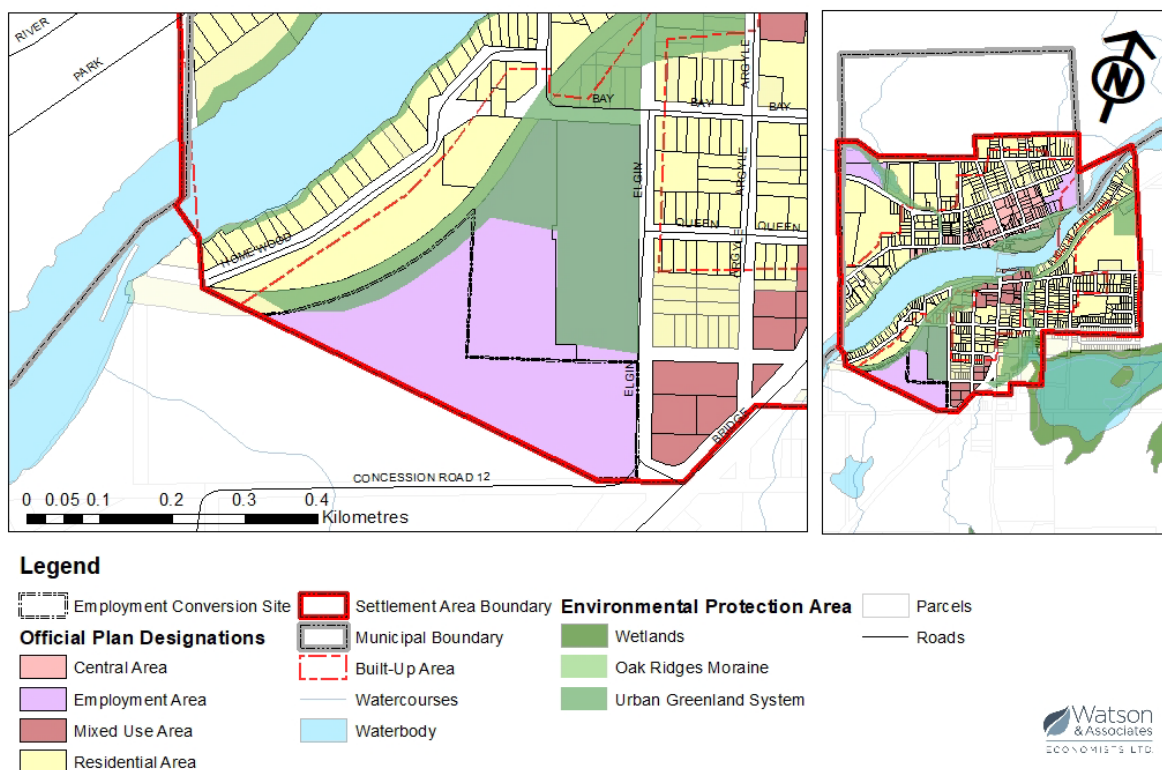 RIVER
PARK
BAY
BAY
BAY
ARGYLE
ELGIN
ARGYLE
QUEEN
QUEEN
ARGYLE
HOMEWOOD
ELGIN
BRIDGE
CONCESSION ROAD 12
0 0.05 0.1 0.2 0.3 0.4
Kilometres
N
Legend
Employment Conversion Site
Settlement Area Boundary
Environmental Protection Area
Parcels
Official Plan Designations
Municipal Boundary
Wetlands
Roads
Central Area
Built-Up Area
Oak Ridges Moraine
Employment Area
Watercourses
Urban Greenland System
Mixed Use Area
Waterbody
Residential Area
Watson
& Associates
ECONOMISTS LTD.